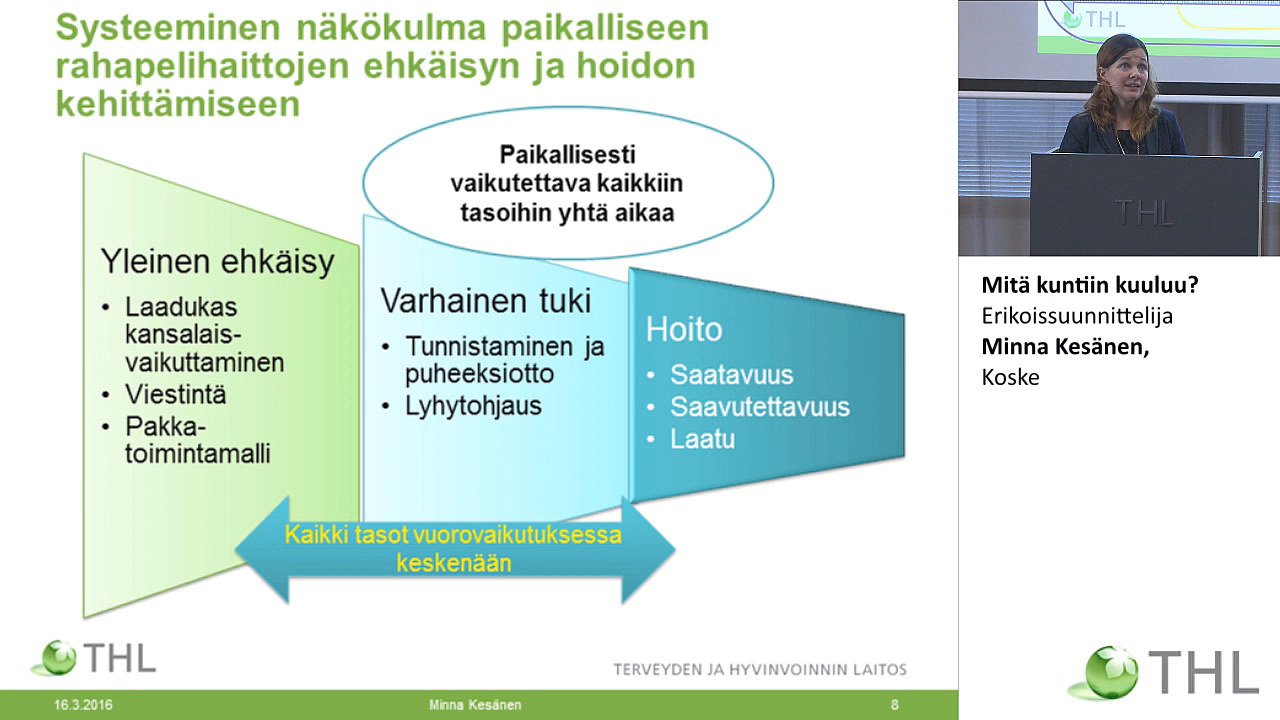 Systeeminen näkökulma paikalliseen
rahapelihaittojen ehkäisyn ja hoidon
kehittämiseen
Paikallisesti
vaikutettava kaikkiin
tasoihin yhtä aikaa
Yleinen ehkäisy
• Laadukas
kansalais-
vaikuttaminen
• Viestintä
• Pakka-
toimintamalli
Varhainen tuki
• Tunnistaminen ja
puheeksiotto
• Lyhytohjaus
Hoito
• Saatavuus
• Saavutettavuus
• Laatu
Kaikki tasot vuorovaikutuksessa
keskenään
THL
TERVEYDEN JA HYVINVOINNIN LAITOS
16.3.2016
Minna Kesänen
8
THL
THL
Mitä kuntiin kuuluu?
Erikoissuunnittelija
Minna Kesänen,
Koske
THL